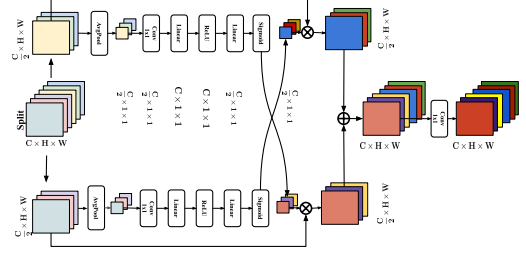 C/2 × H × W
AvgPool
Conv 1x1
Linear
ReLU
Linear
Sigmoid
C/2 × H × W
Split
C × H × W
C/2 × 1 × 1
C/2 × 1 × 1
C × 1 × 1
C × 1 × 1
C/2 × 1 × 1
C/2 × 1 × 1
C × H × W
Conv 1x1
C × H × W
C/2 × H × W
AvgPool
Conv 1x1
Linear
ReLU
Linear
Sigmoid
C/2 × H × W